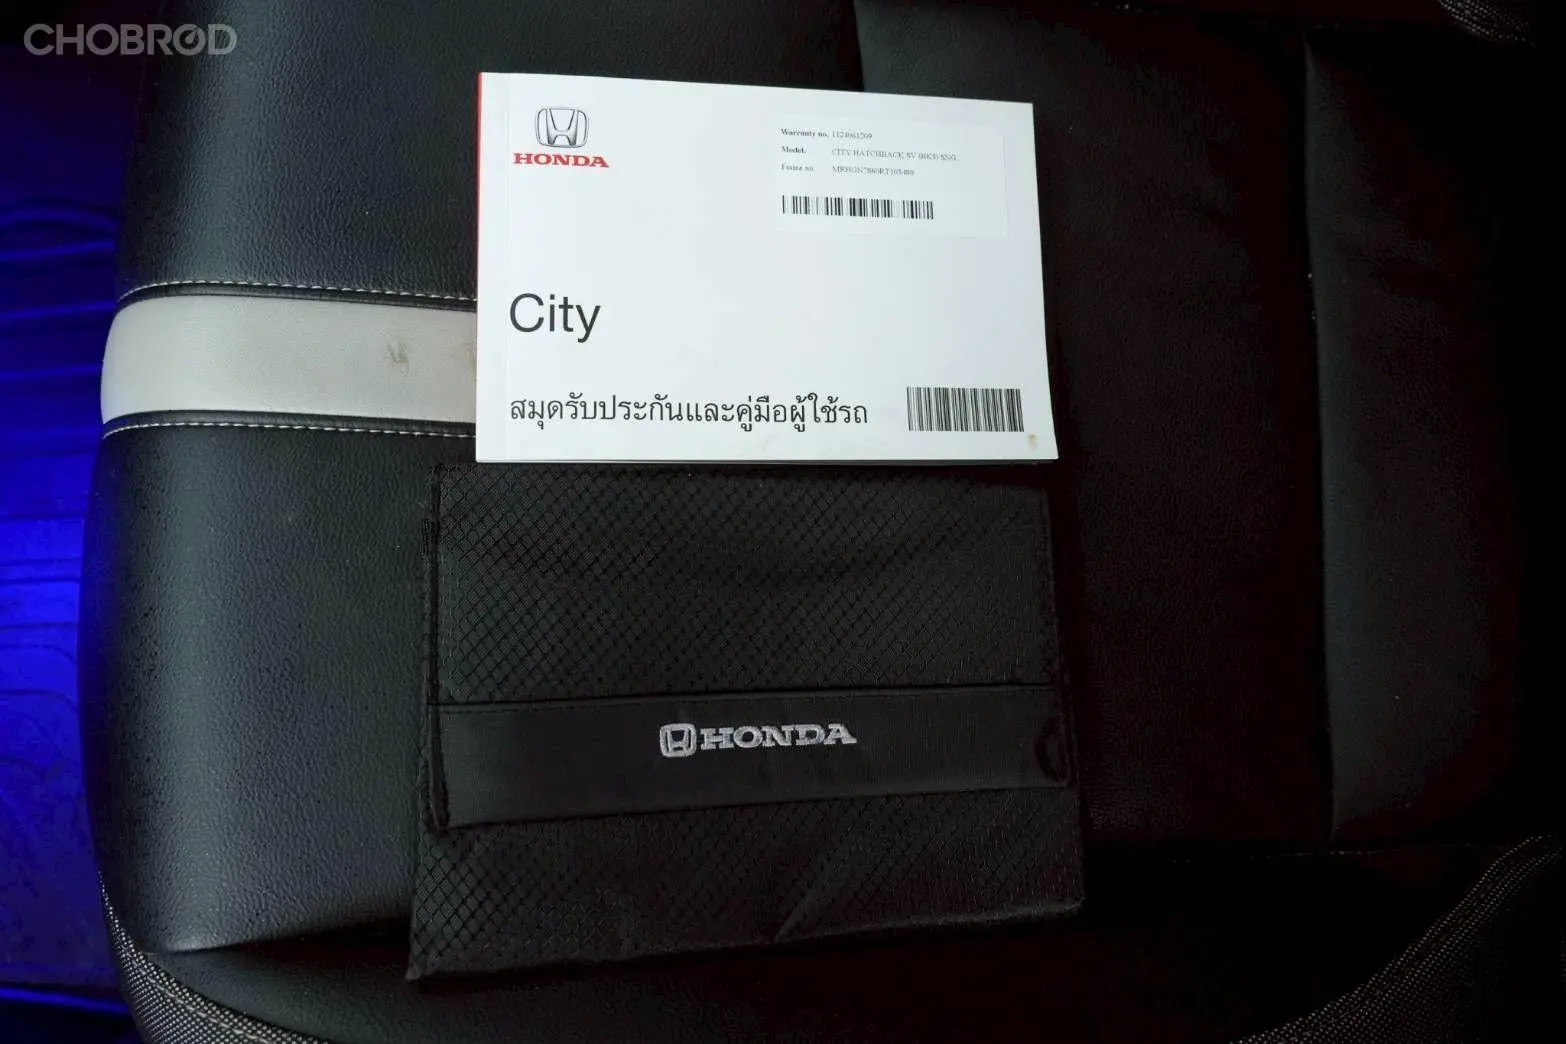 CHOBROD
HONDA
Warranty no. 1124061209
Model. CITY HATCHBACK SV
City
สมุดรับประกันและคู่มือผู้ใช้รถ
HONDA